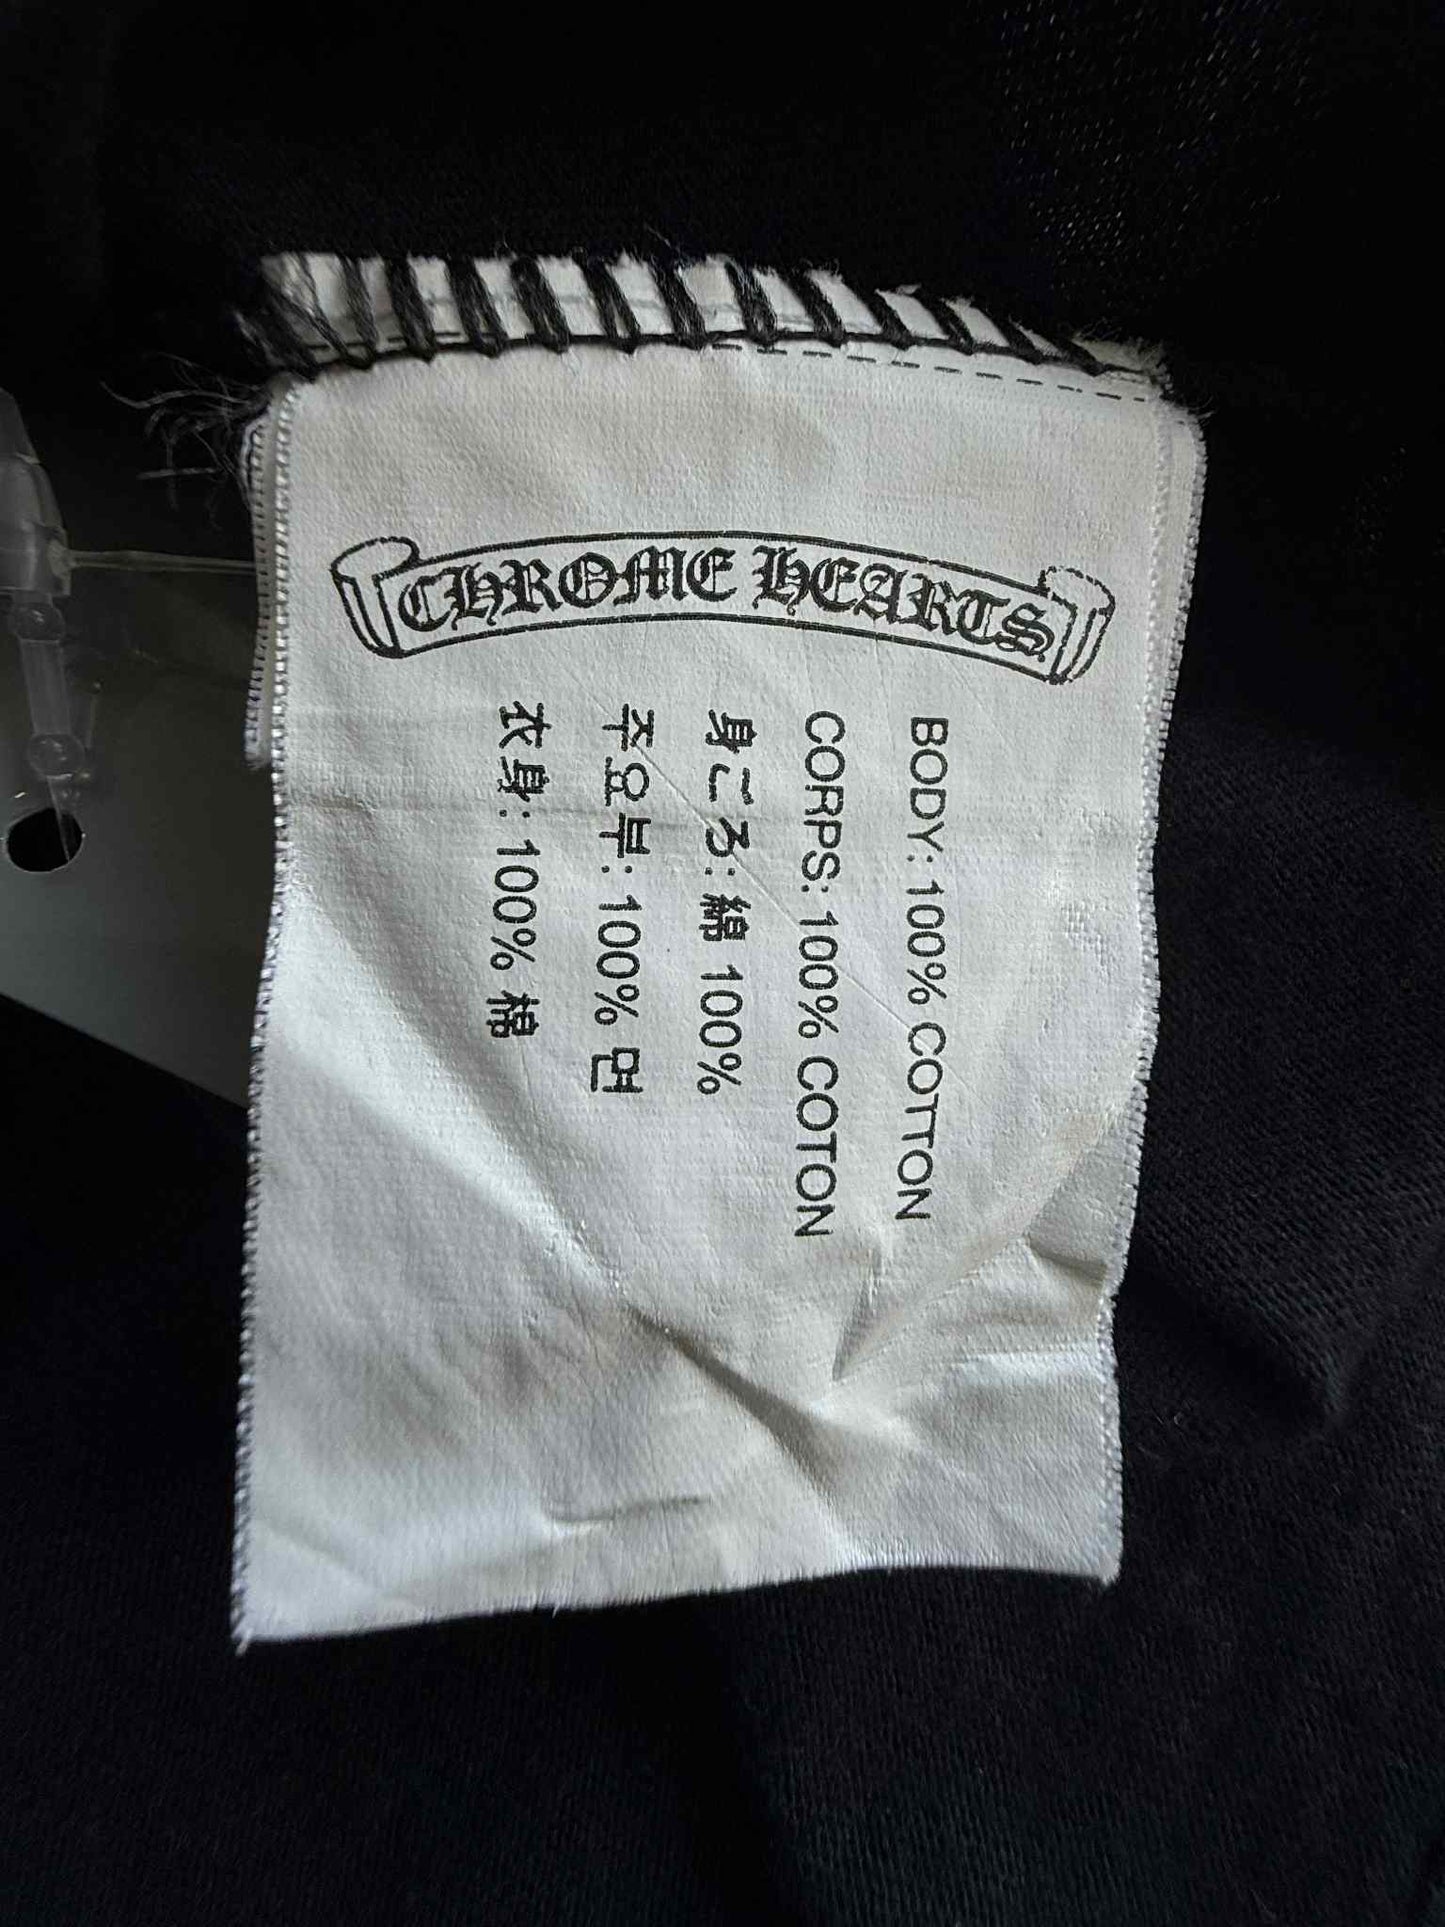 CHROME HEARTS
BODY: 100% COTTON
CORPS: 100% COTON
身ごろ: 綿 100%
주요부: 100% 면
衣身: 100% 棉